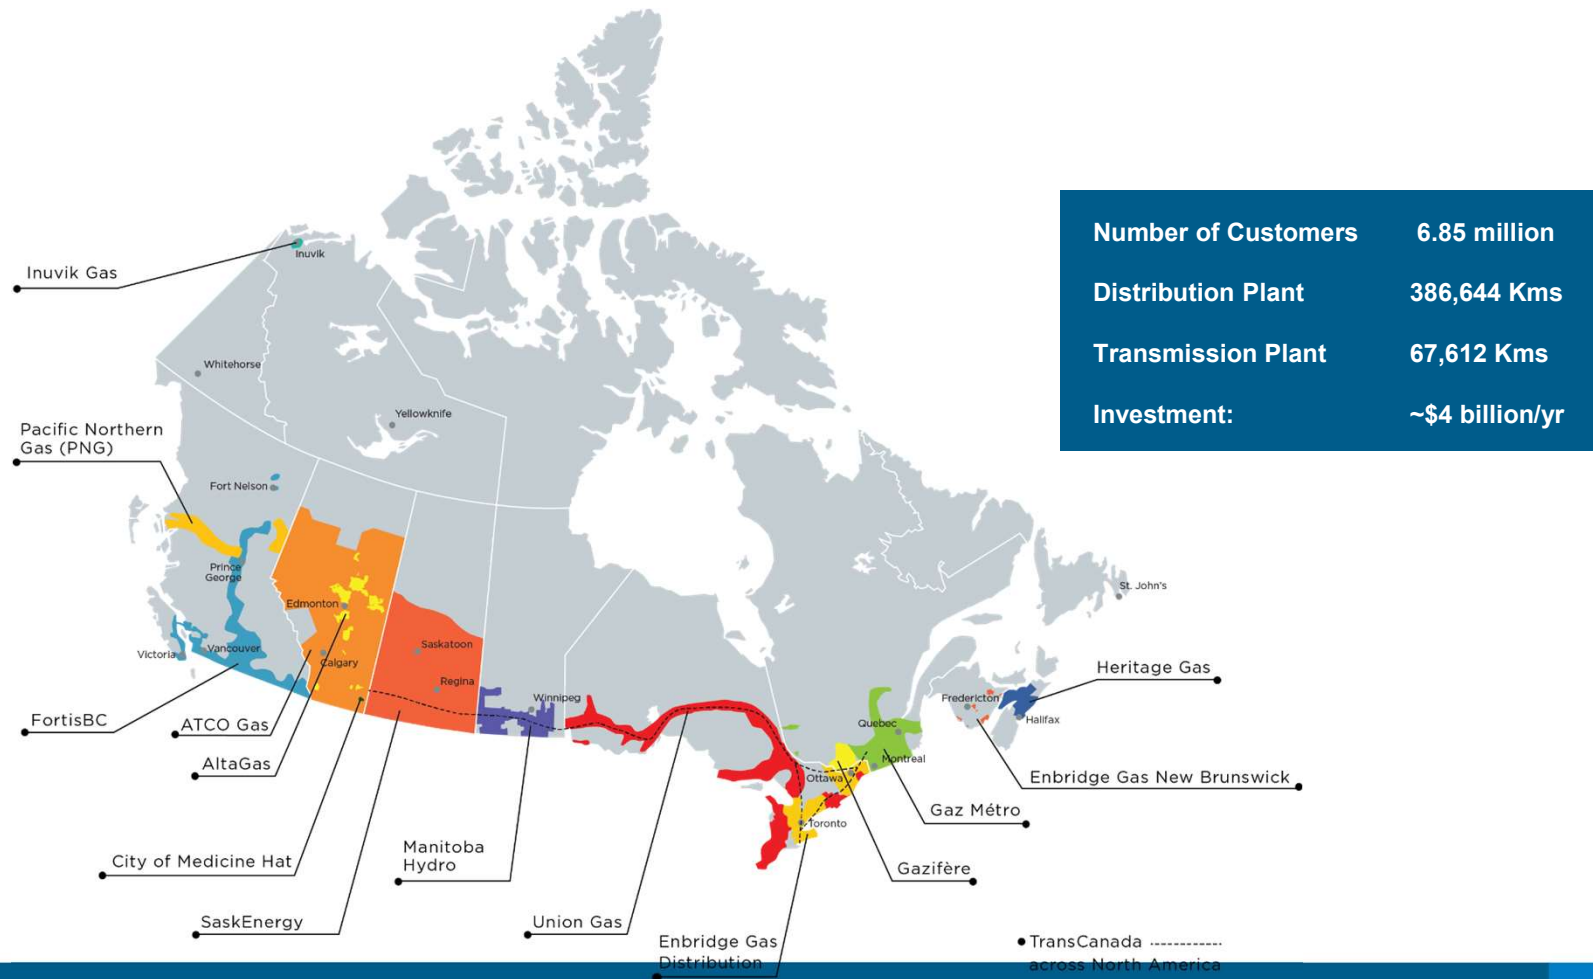 Number of Customers 6.85 million
Distribution Plant 386,644 Kms
Transmission Plant 67,612 Kms
Investment: ~$4 billion/yr
Inuvik
Inuvik Gas
Whitehorse
Yellowknife
Pacific Northern
Gas (PNG)
Fort Nelson
Prince
George
Edmonton
St. John's
Victoria
Vancouver
Calgary
Saskatoon
Regina
Winnipeg
Heritage Gas
Fredericton
Halifax
Quebec
Montreal
Ottawa
Toronto
FortisBC
ATCO Gas
AltaGas
Enbridge Gas New Brunswick
Gaz Métro
City of Medicine Hat
Manitoba
Hydro
Gazifère
SaskEnergy
Union Gas
Enbridge Gas
Distribution
TransCanada
across North America